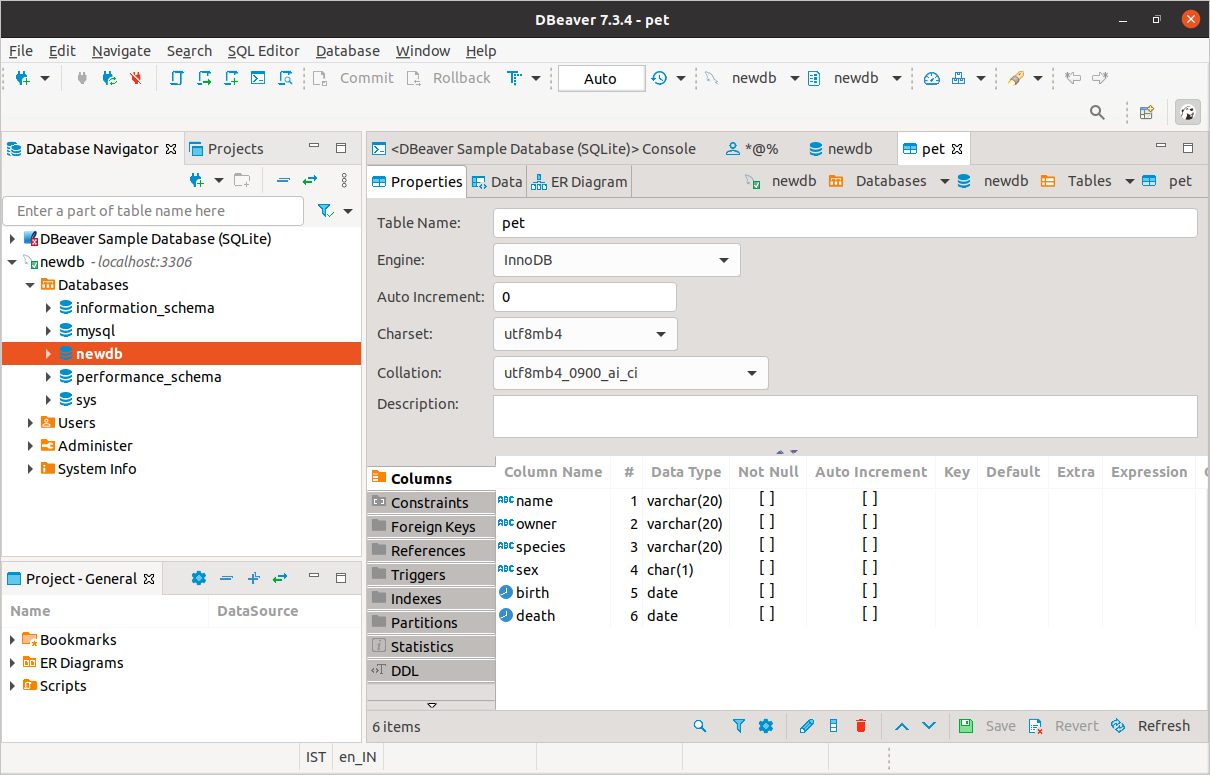 DBeaver 7.3.4 - pet
File Edit Navigate Search SQL Editor Database Window Help
Commit Rollback Auto newdb newdb
Database Navigator Projects
Enter a part of table name here
DBeaver Sample Database (SQLite)
newdb - localhost:3306
Databases
information_schema
mysql
newdb
performance_schema
sys
Users
Administer
System Info
Project - General
Name DataSource
Bookmarks
ER Diagrams
Scripts
<DBeaver Sample Database (SQLite)> Console *@% newdb pet
Properties Data ER Diagram newdb Databases newdb Tables pet
Table Name: pet
Engine: InnoDB
Auto Increment: 0
Charset: utf8mb4
Collation: utf8mb4_0900_ai_ci
Description:
Columns
Constraints
Foreign Keys
References
Triggers
Indexes
Partitions
Statistics
DDL
Column Name # Data Type Not Null Auto Increment Key Default Extra Expression
ABC name 1 varchar(20) [ ] [ ]
ABC owner 2 varchar(20) [ ] [ ]
ABC species 3 varchar(20) [ ] [ ]
ABC sex 4 char(1) [ ] [ ]
birth 5 date [ ] [ ]
death 6 date [ ] [ ]
6 items Save Revert Refresh
IST en_IN